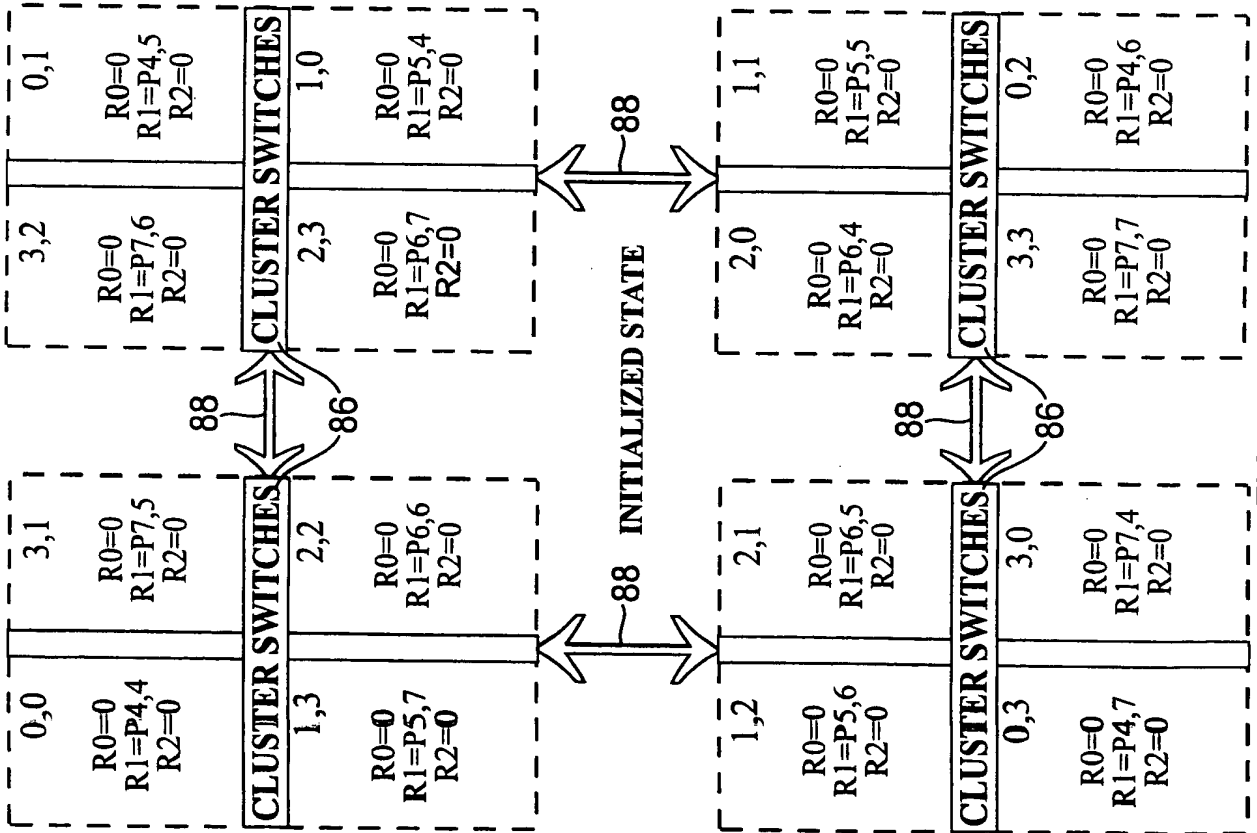 0,0
R0=0
R1=P4,4
R2=0
3,1
R0=0
R1=P7,5
R2=0
CLUSTER SWITCHES
1,3
R0=0
R1=P5,7
R2=0
2,2
R0=0
R1=P6,6
R2=0
88
86
3,2
R0=0
R1=P7,6
R2=0
0,1
R0=0
R1=P4,5
R2=0
CLUSTER SWITCHES
2,3
R0=0
R1=P6,7
R2=0
1,0
R0=0
R1=P5,4
R2=0
88
INITIALIZED STATE
88
1,2
R0=0
R1=P5,6
R2=0
2,1
R0=0
R1=P6,5
R2=0
CLUSTER SWITCHES
0,3
R0=0
R1=P4,7
R2=0
3,0
R0=0
R1=P7,4
R2=0
88
86
2,0
R0=0
R1=P6,4
R2=0
1,1
R0=0
R1=P5,5
R2=0
CLUSTER SWITCHES
3,3
R0=0
R1=P7,7
R2=0
0,2
R0=0
R1=P4,6
R2=0